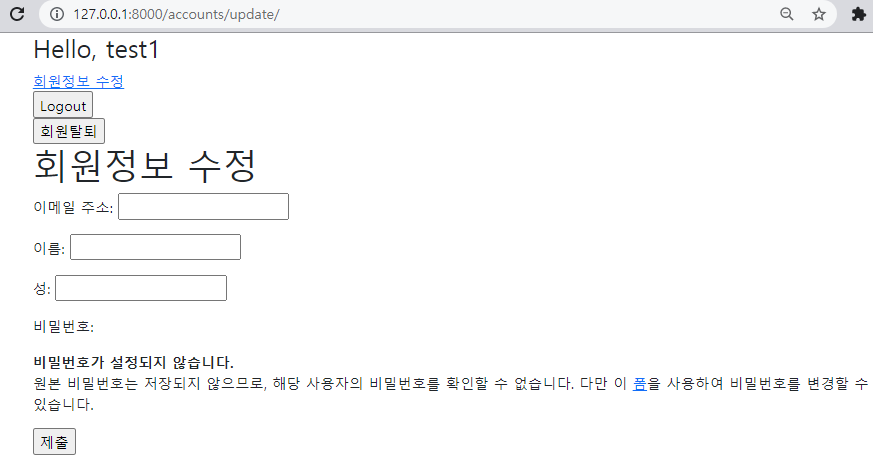 127.0.0.1:8000/accounts/update/
Hello, test1
회원정보 수정
Logout
회원탈퇴
회원정보 수정
이메일 주소:
이름:
성:
비밀번호:
비밀번호가 설정되지 않습니다.
원본 비밀번호는 저장되지 않으므로, 해당 사용자의 비밀번호를 확인할 수 없습니다. 다만 이 폼을 사용하여 비밀번호를 변경할 수
있습니다.
제출